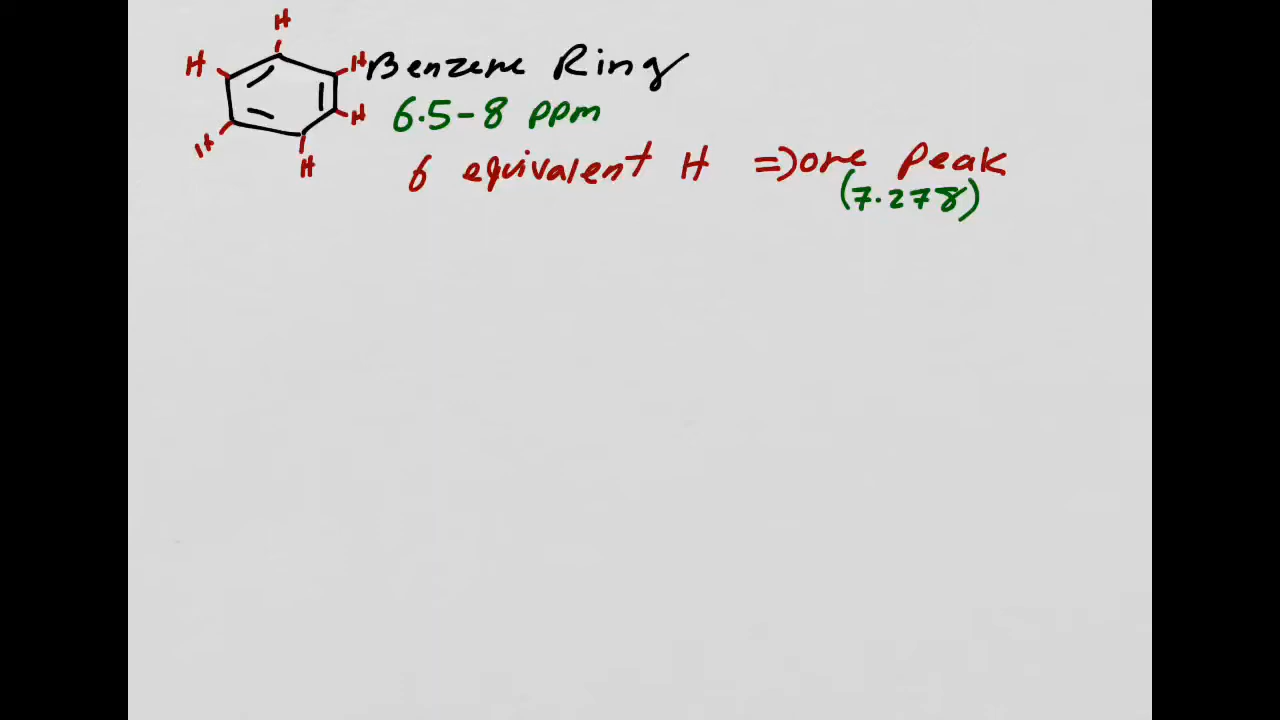 H
H
H Benzene Ring
6.5-8 ppm
H
H
H
6 equivalent H => one Peak
(7.278)